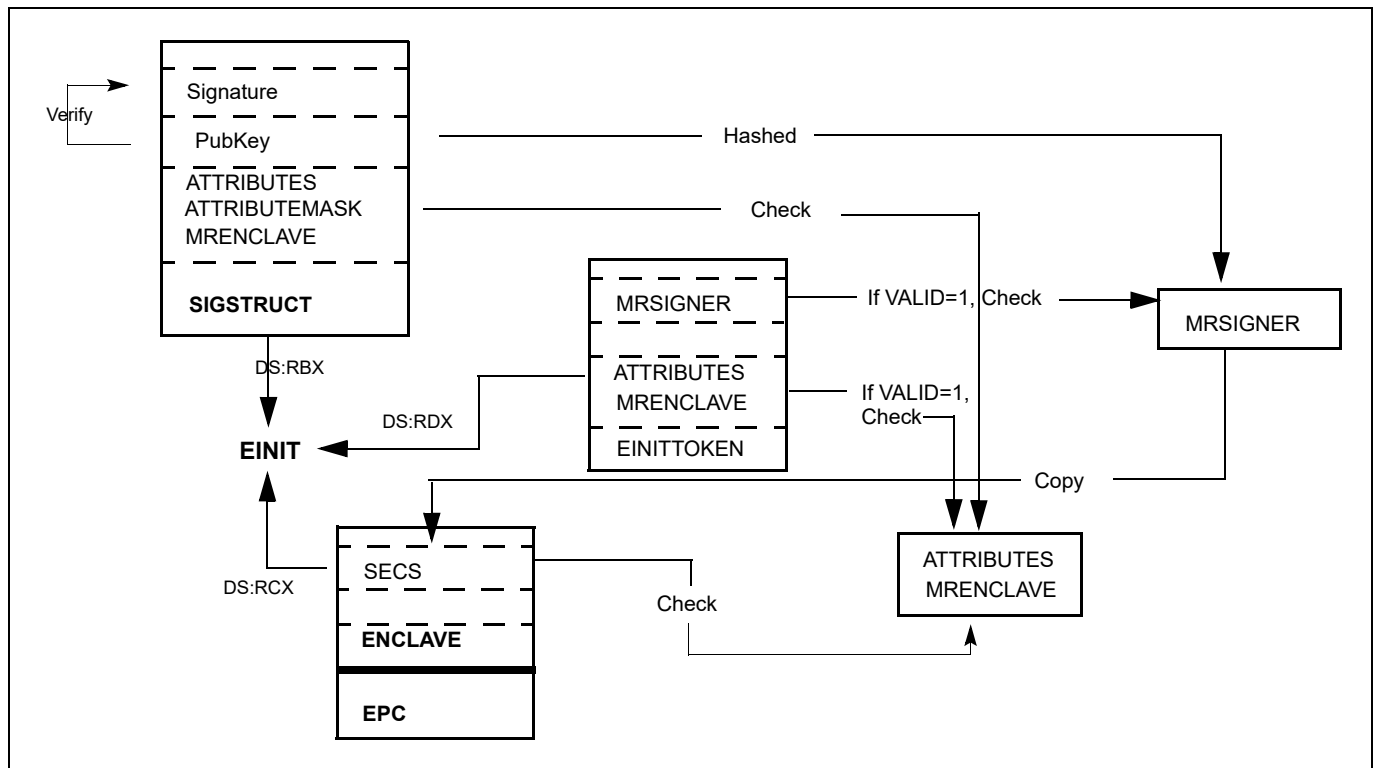 Signature
Verify
PubKey
Hashed
ATTRIBUTES
ATTRIBUTEMASK
MRENCLAVE
Check
SIGSTRUCT
MRSIGNER
If VALID=1, Check
MRSIGNER
DS:RBX
ATTRIBUTES
MRENCLAVE
If VALID=1,
Check
DS:RDX
EINIT
EINITTOKEN
Copy
SECS
DS:RCX
Check
ATTRIBUTES
MRENCLAVE
ENCLAVE
EPC